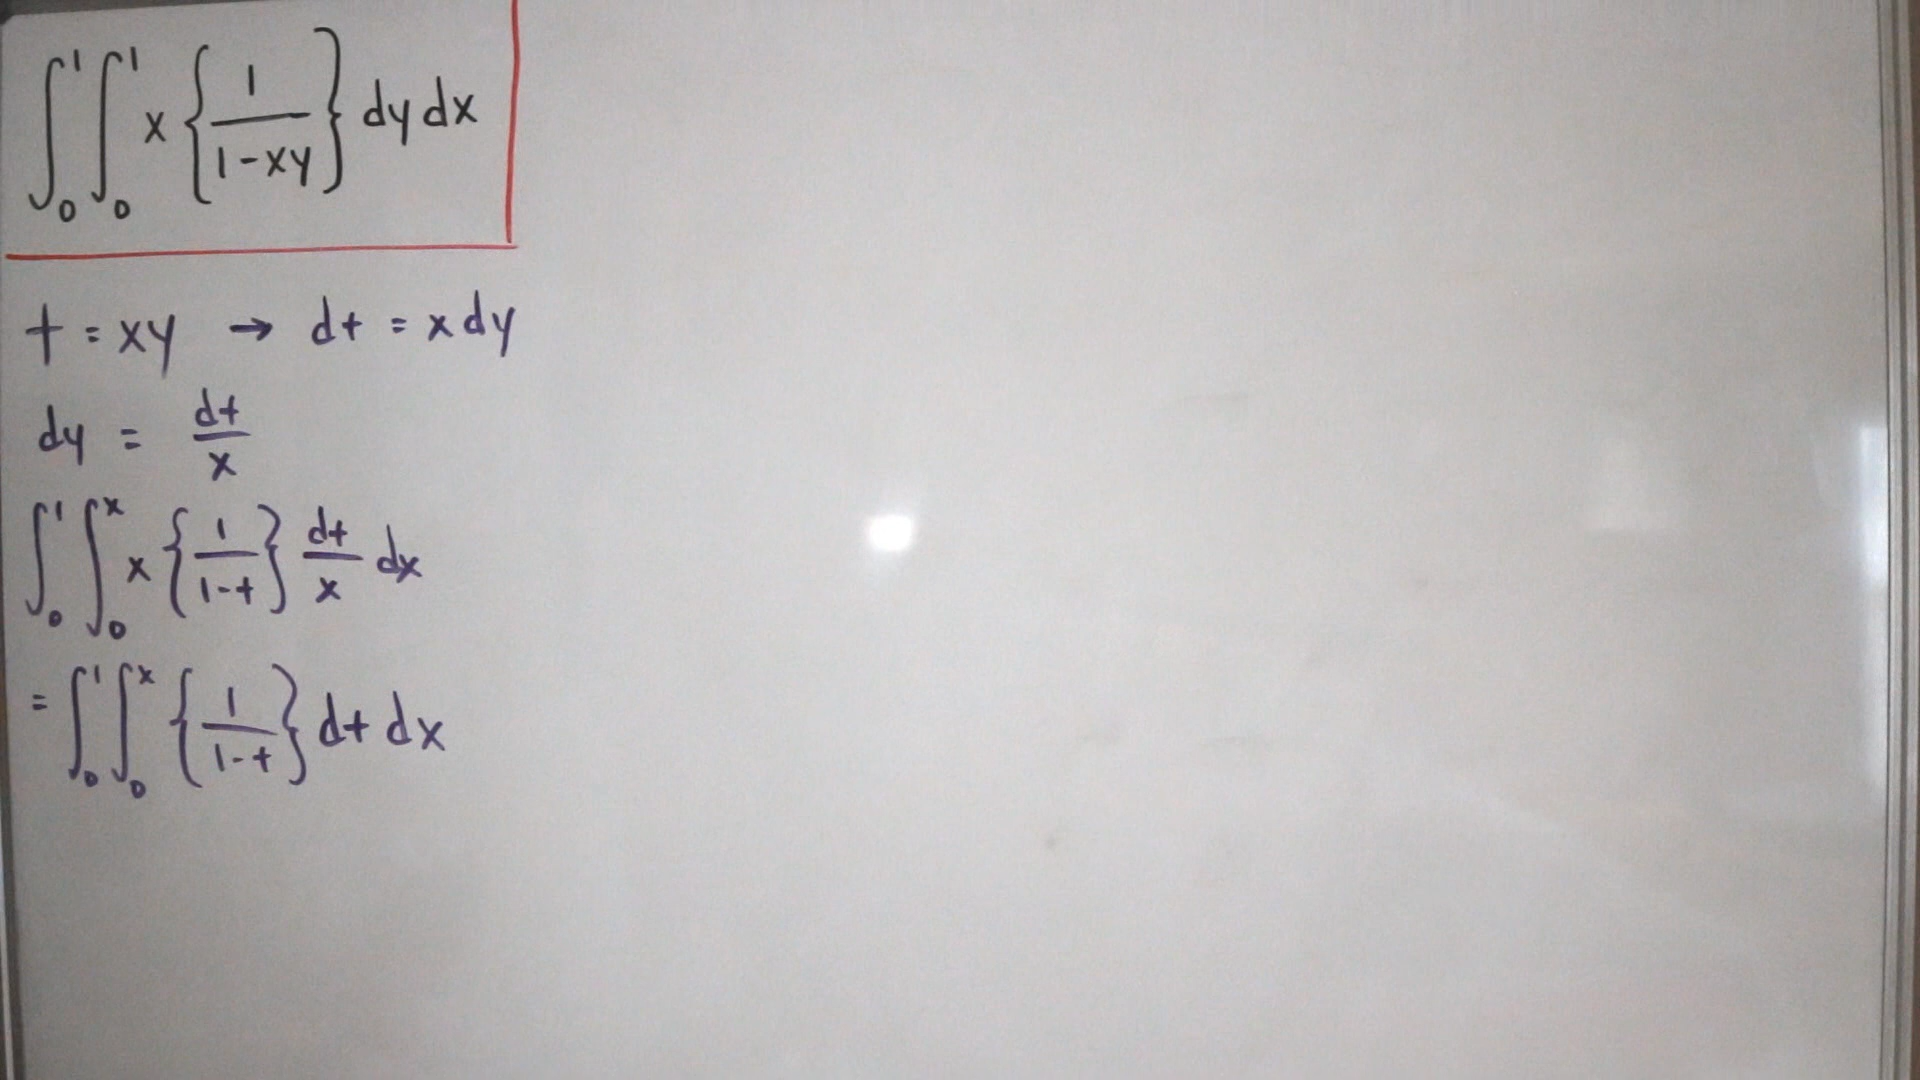 ∫₀¹ ∫₀¹ x { 1/(1-xy) } dy dx
t = xy → dt = x dy
dy = dt/x
∫₀¹ ∫₀ˣ x { 1/(1-t) } dt/x dx
= ∫₀¹ ∫₀ˣ { 1/(1-t) } dt dx